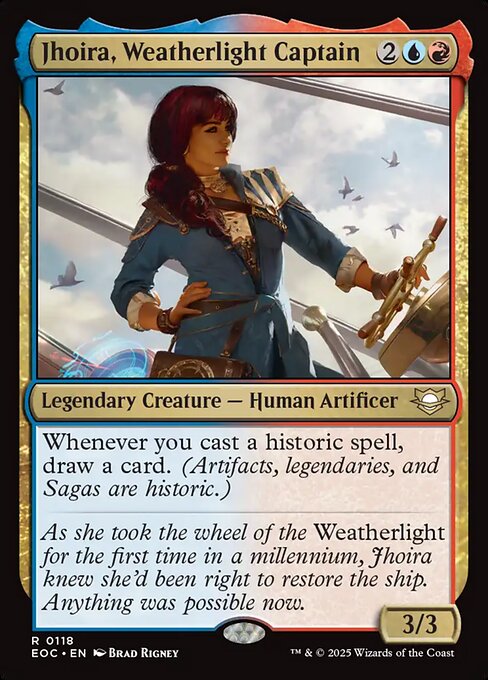 Jhoira, Weatherlight Captain 2
Legendary Creature — Human Artificer
Whenever you cast a historic spell,
draw a card. (Artifacts, legendaries, and
Sagas are historic.)
As she took the wheel of the Weatherlight
for the first time in a millennium, Jhoira
knew she'd been right to restore the ship.
Anything was possible now.
3/3
R 0118
EOC • EN Brad Rigney
™ & © 2025 Wizards of the Coast